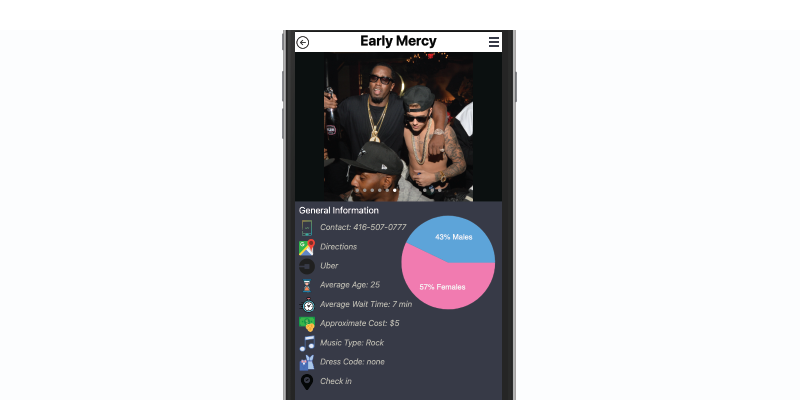 Early Mercy
General Information
Contact: 416-507-0777
Directions
Uber
Average Age: 25
Average Wait Time: 7 min
Approximate Cost: $5
Music Type: Rock
Dress Code: none
Check in
43% Males
57% Females